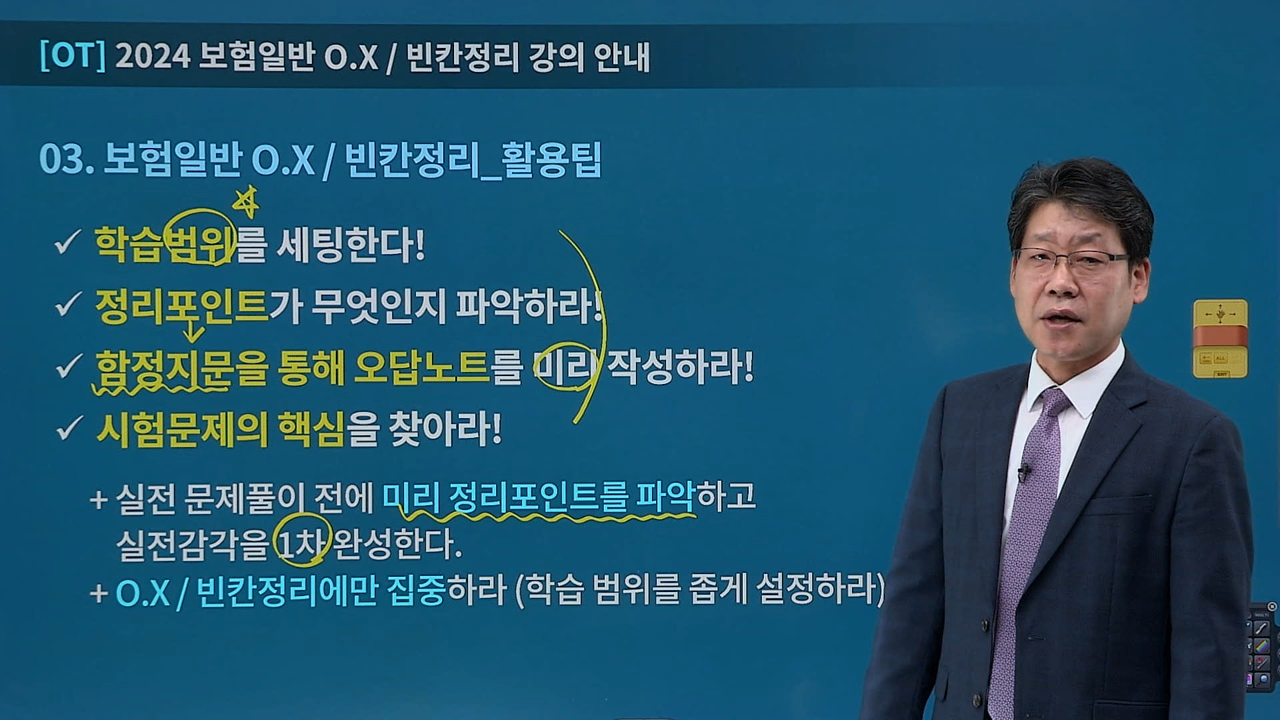 [OT] 2024 보험일반 O.X / 빈칸정리 강의 안내
03. 보험일반 O.X / 빈칸정리_활용팁
✓ 학습범위를 세팅한다!
✓ 정리포인트가 무엇인지 파악하라!
✓ 함정지문을 통해 오답노트를 미리 작성하라!
✓ 시험문제의 핵심을 찾아라!
+ 실전 문제풀이 전에 미리 정리포인트를 파악하고
실전감각을 1차 완성한다.
+ O.X / 빈칸정리에만 집중하라 (학습 범위를 좁게 설정하라)